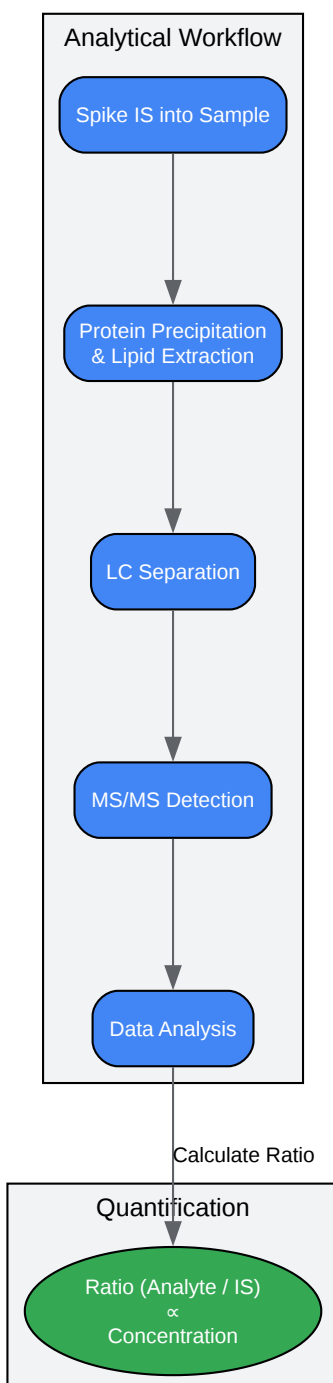 Analytical Workflow
Spike IS into Sample
Protein Precipitation
& Lipid Extraction
LC Separation
MS/MS Detection
Data Analysis
Calculate Ratio
Quantification
Ratio (Analyte / IS)
∝
Concentration